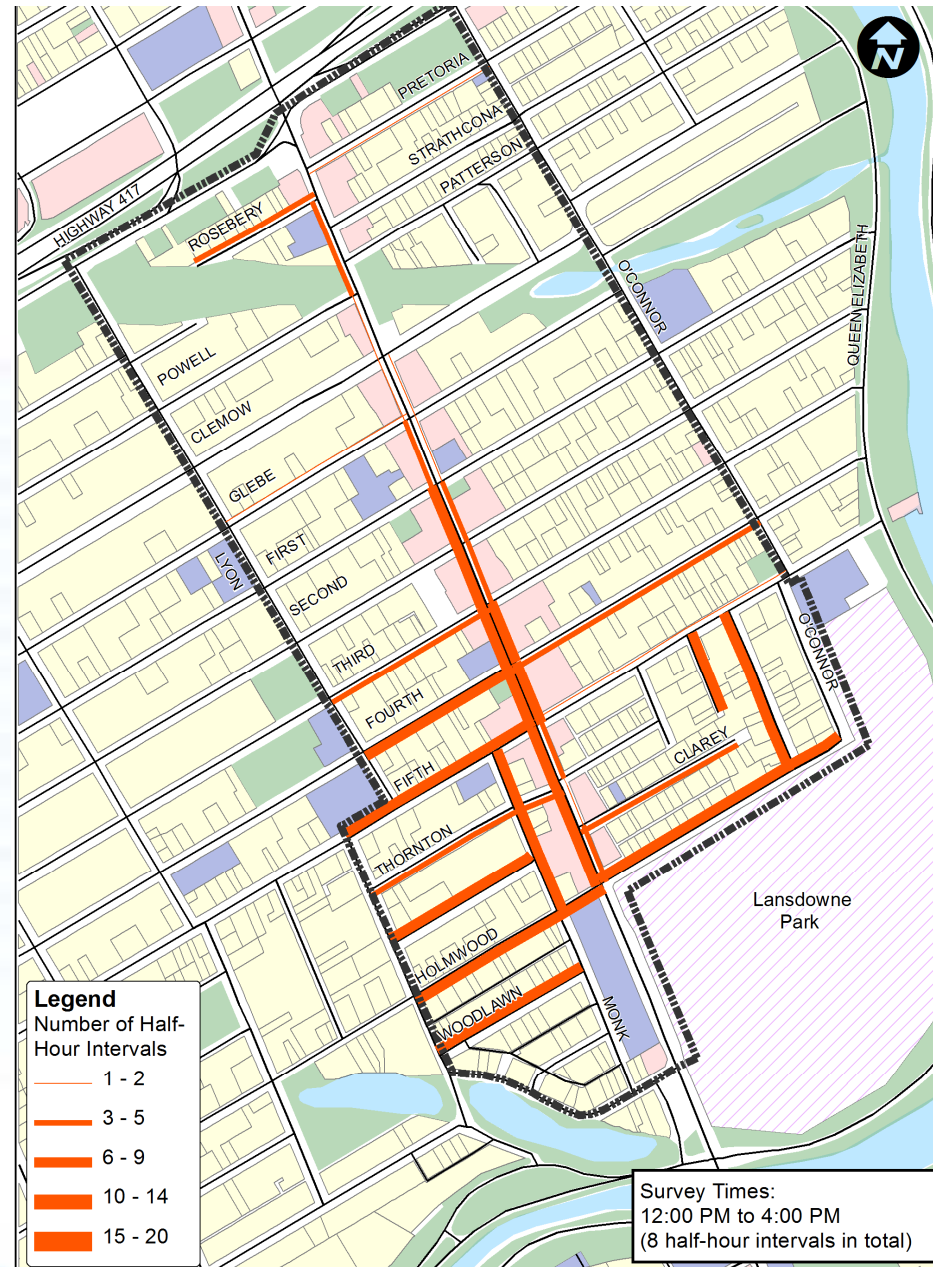 N
PRETORIA
STRATHCONA
PATTERSON
HIGHWAY 417
ROSEBERY
O'CONNOR
QUEEN ELIZABETH
POWELL
CLEMOW
GLEBE
FIRST
LYON
SECOND
THIRD
FOURTH
O'CONNOR
CLAREY
FIFTH
THORNTON
Lansdowne
Park
HOLMWOOD
WOODLAWN
MONK
Legend
Number of Half-
Hour Intervals
1 - 2
3 - 5
6 - 9
10 - 14
15 - 20
Survey Times:
12:00 PM to 4:00 PM
(8 half-hour intervals in total)